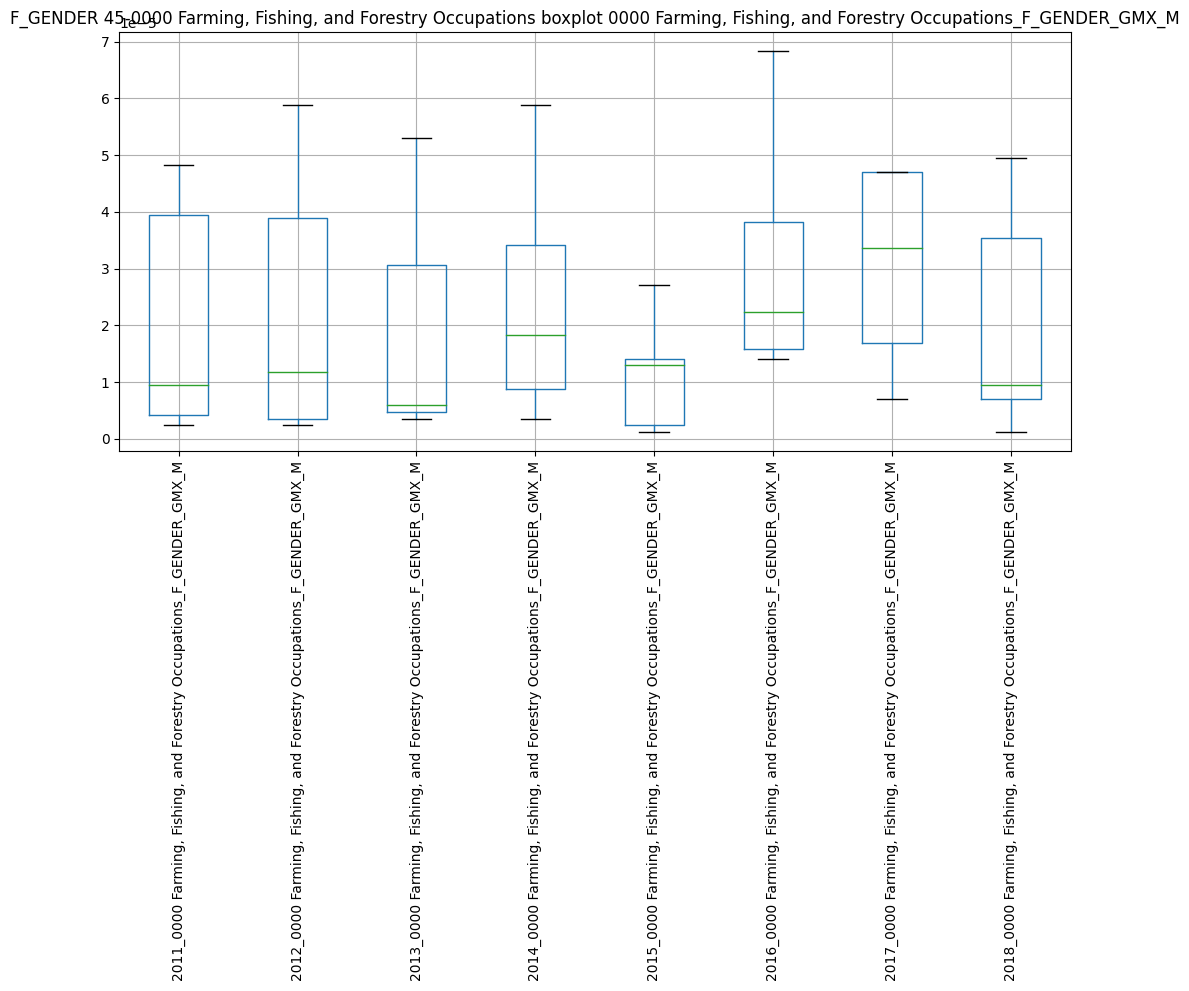 F_GENDER 45 0000 Farming, Fishing, and Forestry Occupations boxplot 0000 Farming, Fishing, and Forestry Occupations_F_GENDER_GMX_M
7
6
5
4
3
2
1
0
2011_0000 Farming, Fishing, and Forestry Occupations_F_GENDER_GMX_M
2012_0000 Farming, Fishing, and Forestry Occupations_F_GENDER_GMX_M
2013_0000 Farming, Fishing, and Forestry Occupations_F_GENDER_GMX_M
2014_0000 Farming, Fishing, and Forestry Occupations_F_GENDER_GMX_M
2015_0000 Farming, Fishing, and Forestry Occupations_F_GENDER_GMX_M
2016_0000 Farming, Fishing, and Forestry Occupations_F_GENDER_GMX_M
2017_0000 Farming, Fishing, and Forestry Occupations_F_GENDER_GMX_M
2018_0000 Farming, Fishing, and Forestry Occupations_F_GENDER_GMX_M